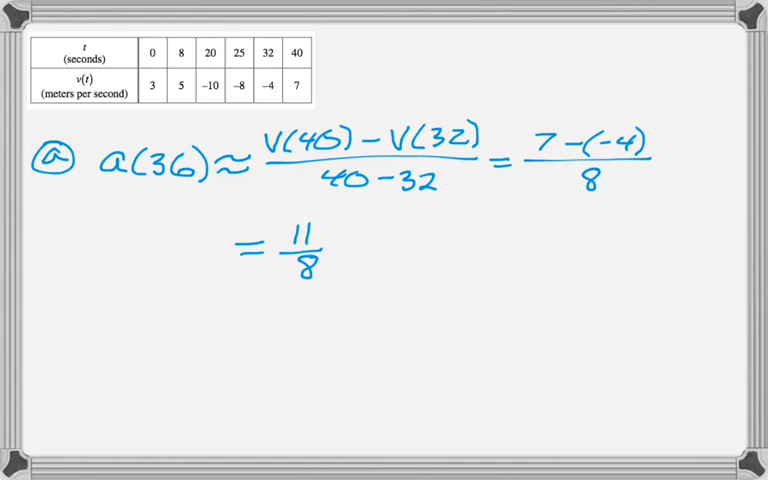 t (seconds) 0 8 20 25 32 40
v(t) (meters per second) 3 5 −10 −8 −4 7
ⓐ a(36) ≈ (v(40) − v(32))/(40 − 32) = (7 − (−4))/8
= 11/8